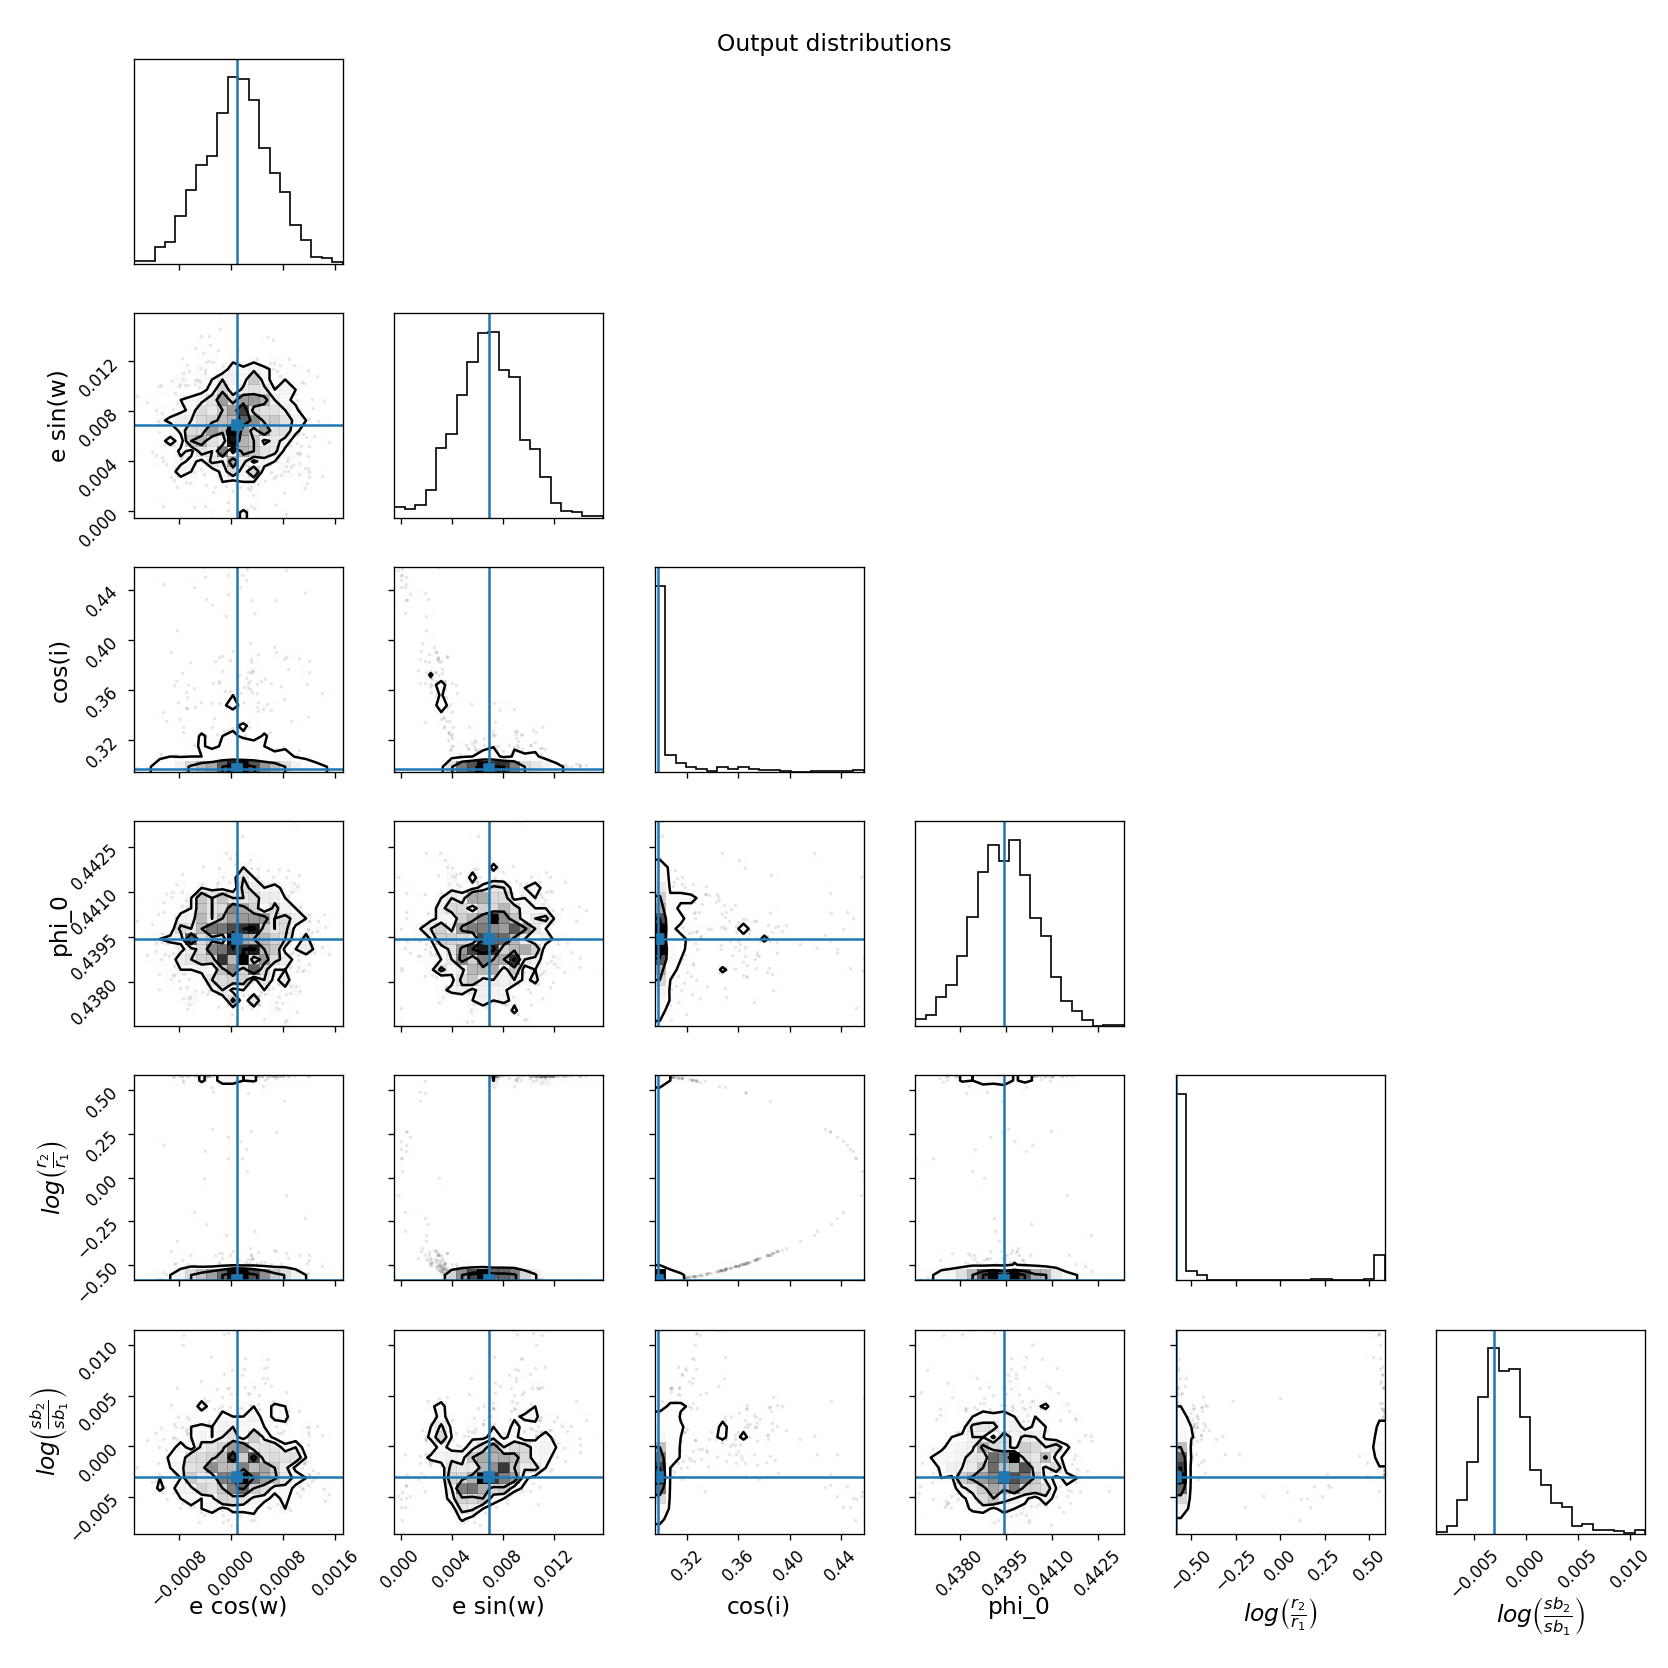 Output distributions
e sin(w)
0.012
0.008
0.004
0.000
cos(i)
0.44
0.40
0.36
0.32
phi_0
0.4425
0.4410
0.4395
0.4380
log(r2/r1)
0.50
0.25
0.00
−0.25
−0.50
log(sb2/sb1)
0.010
0.005
0.000
−0.005
−0.0008 0.0000 0.0008 0.0016
0.000 0.004 0.008 0.012
0.32 0.36 0.40 0.44
0.4380 0.4395 0.4410 0.4425
−0.50 −0.25 0.00 0.25 0.50
−0.005 0.000 0.005 0.010
e cos(w)
e sin(w)
cos(i)
phi_0
log(r2/r1)
log(sb2/sb1)